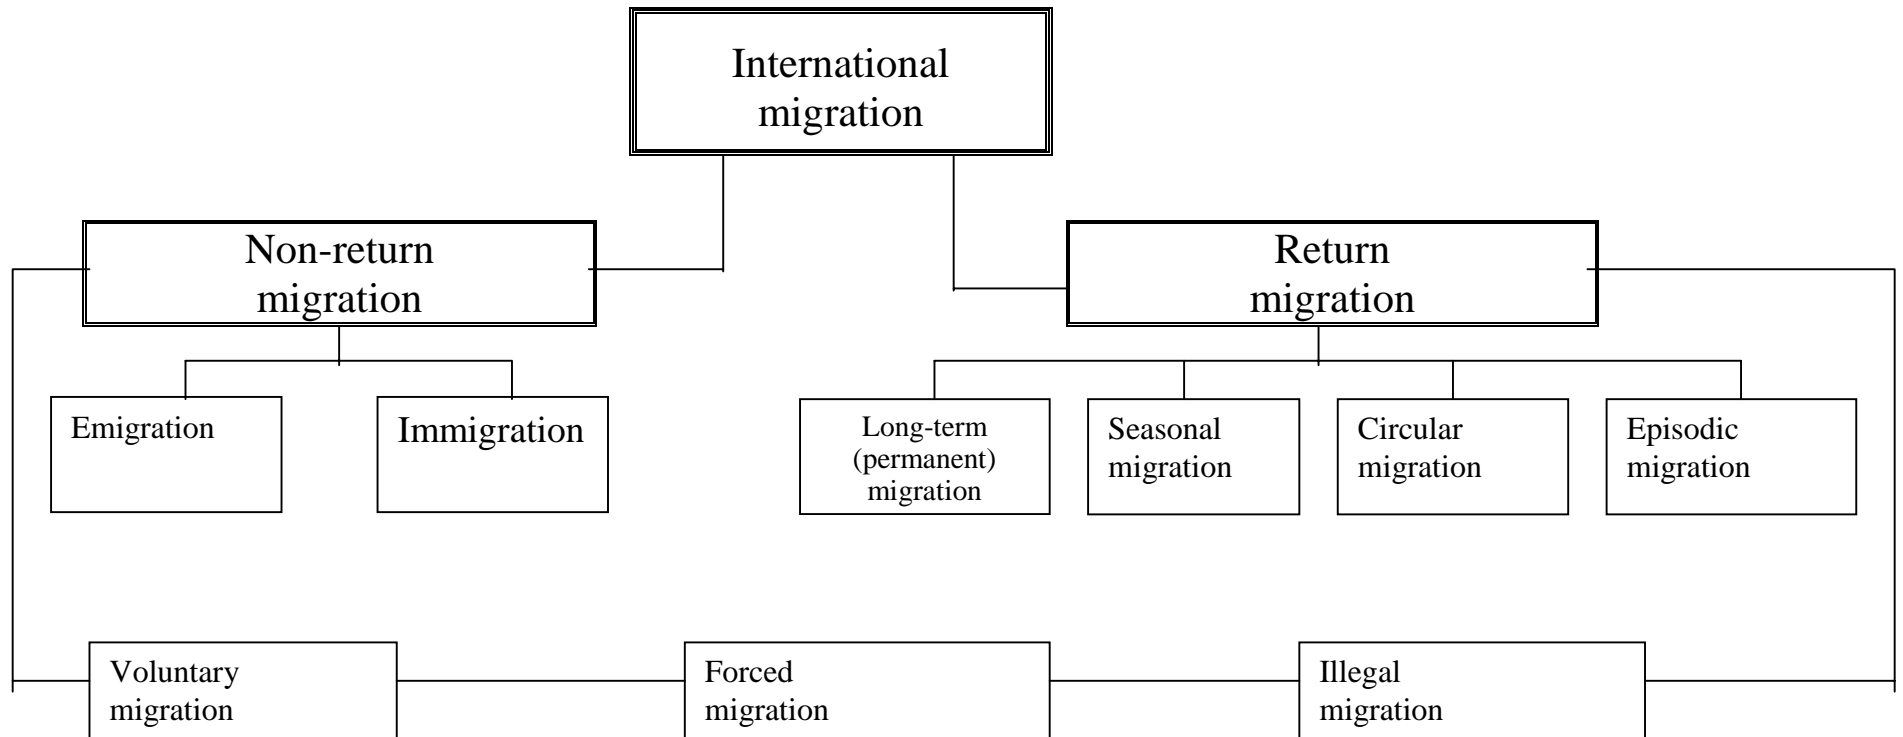 International
migration
Non-return
migration
Return
migration
Emigration
Immigration
Long-term
(permanent)
migration
Seasonal
migration
Circular
migration
Episodic
migration
Voluntary
migration
Forced
migration
Illegal
migration